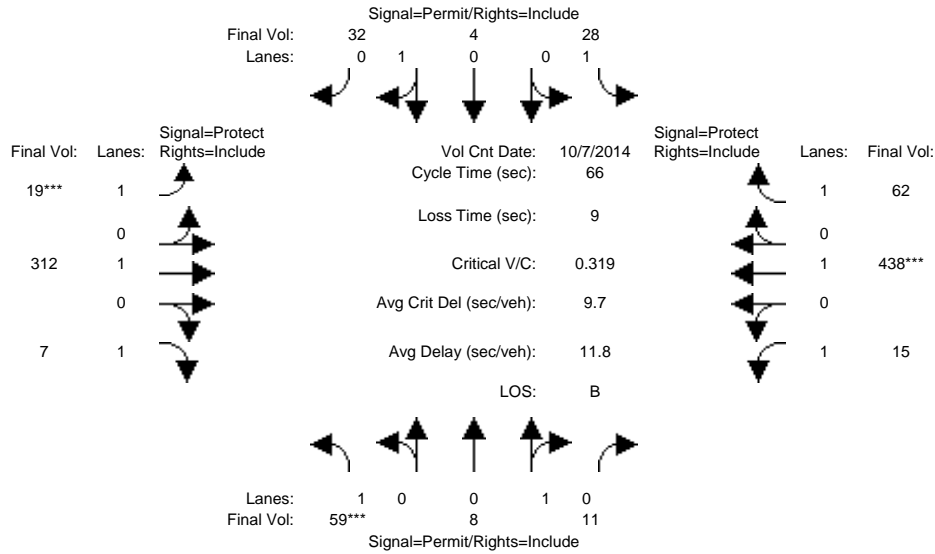 Signal=Permit/Rights=Include
Final Vol: 32 4 28
Lanes: 0 1 0 0 1
Signal=Protect Signal=Protect
Final Vol: Lanes: Rights=Include Vol Cnt Date: 10/7/2014 Rights=Include Lanes: Final Vol:
Cycle Time (sec): 66
19*** 1 1 62
Loss Time (sec): 9
0 0
312 1 Critical V/C: 0.319 1 438***
0 Avg Crit Del (sec/veh): 9.7 0
7 1 Avg Delay (sec/veh): 11.8 1 15
LOS: B
Lanes: 1 0 0 1 0
Final Vol: 59*** 8 11
Signal=Permit/Rights=Include